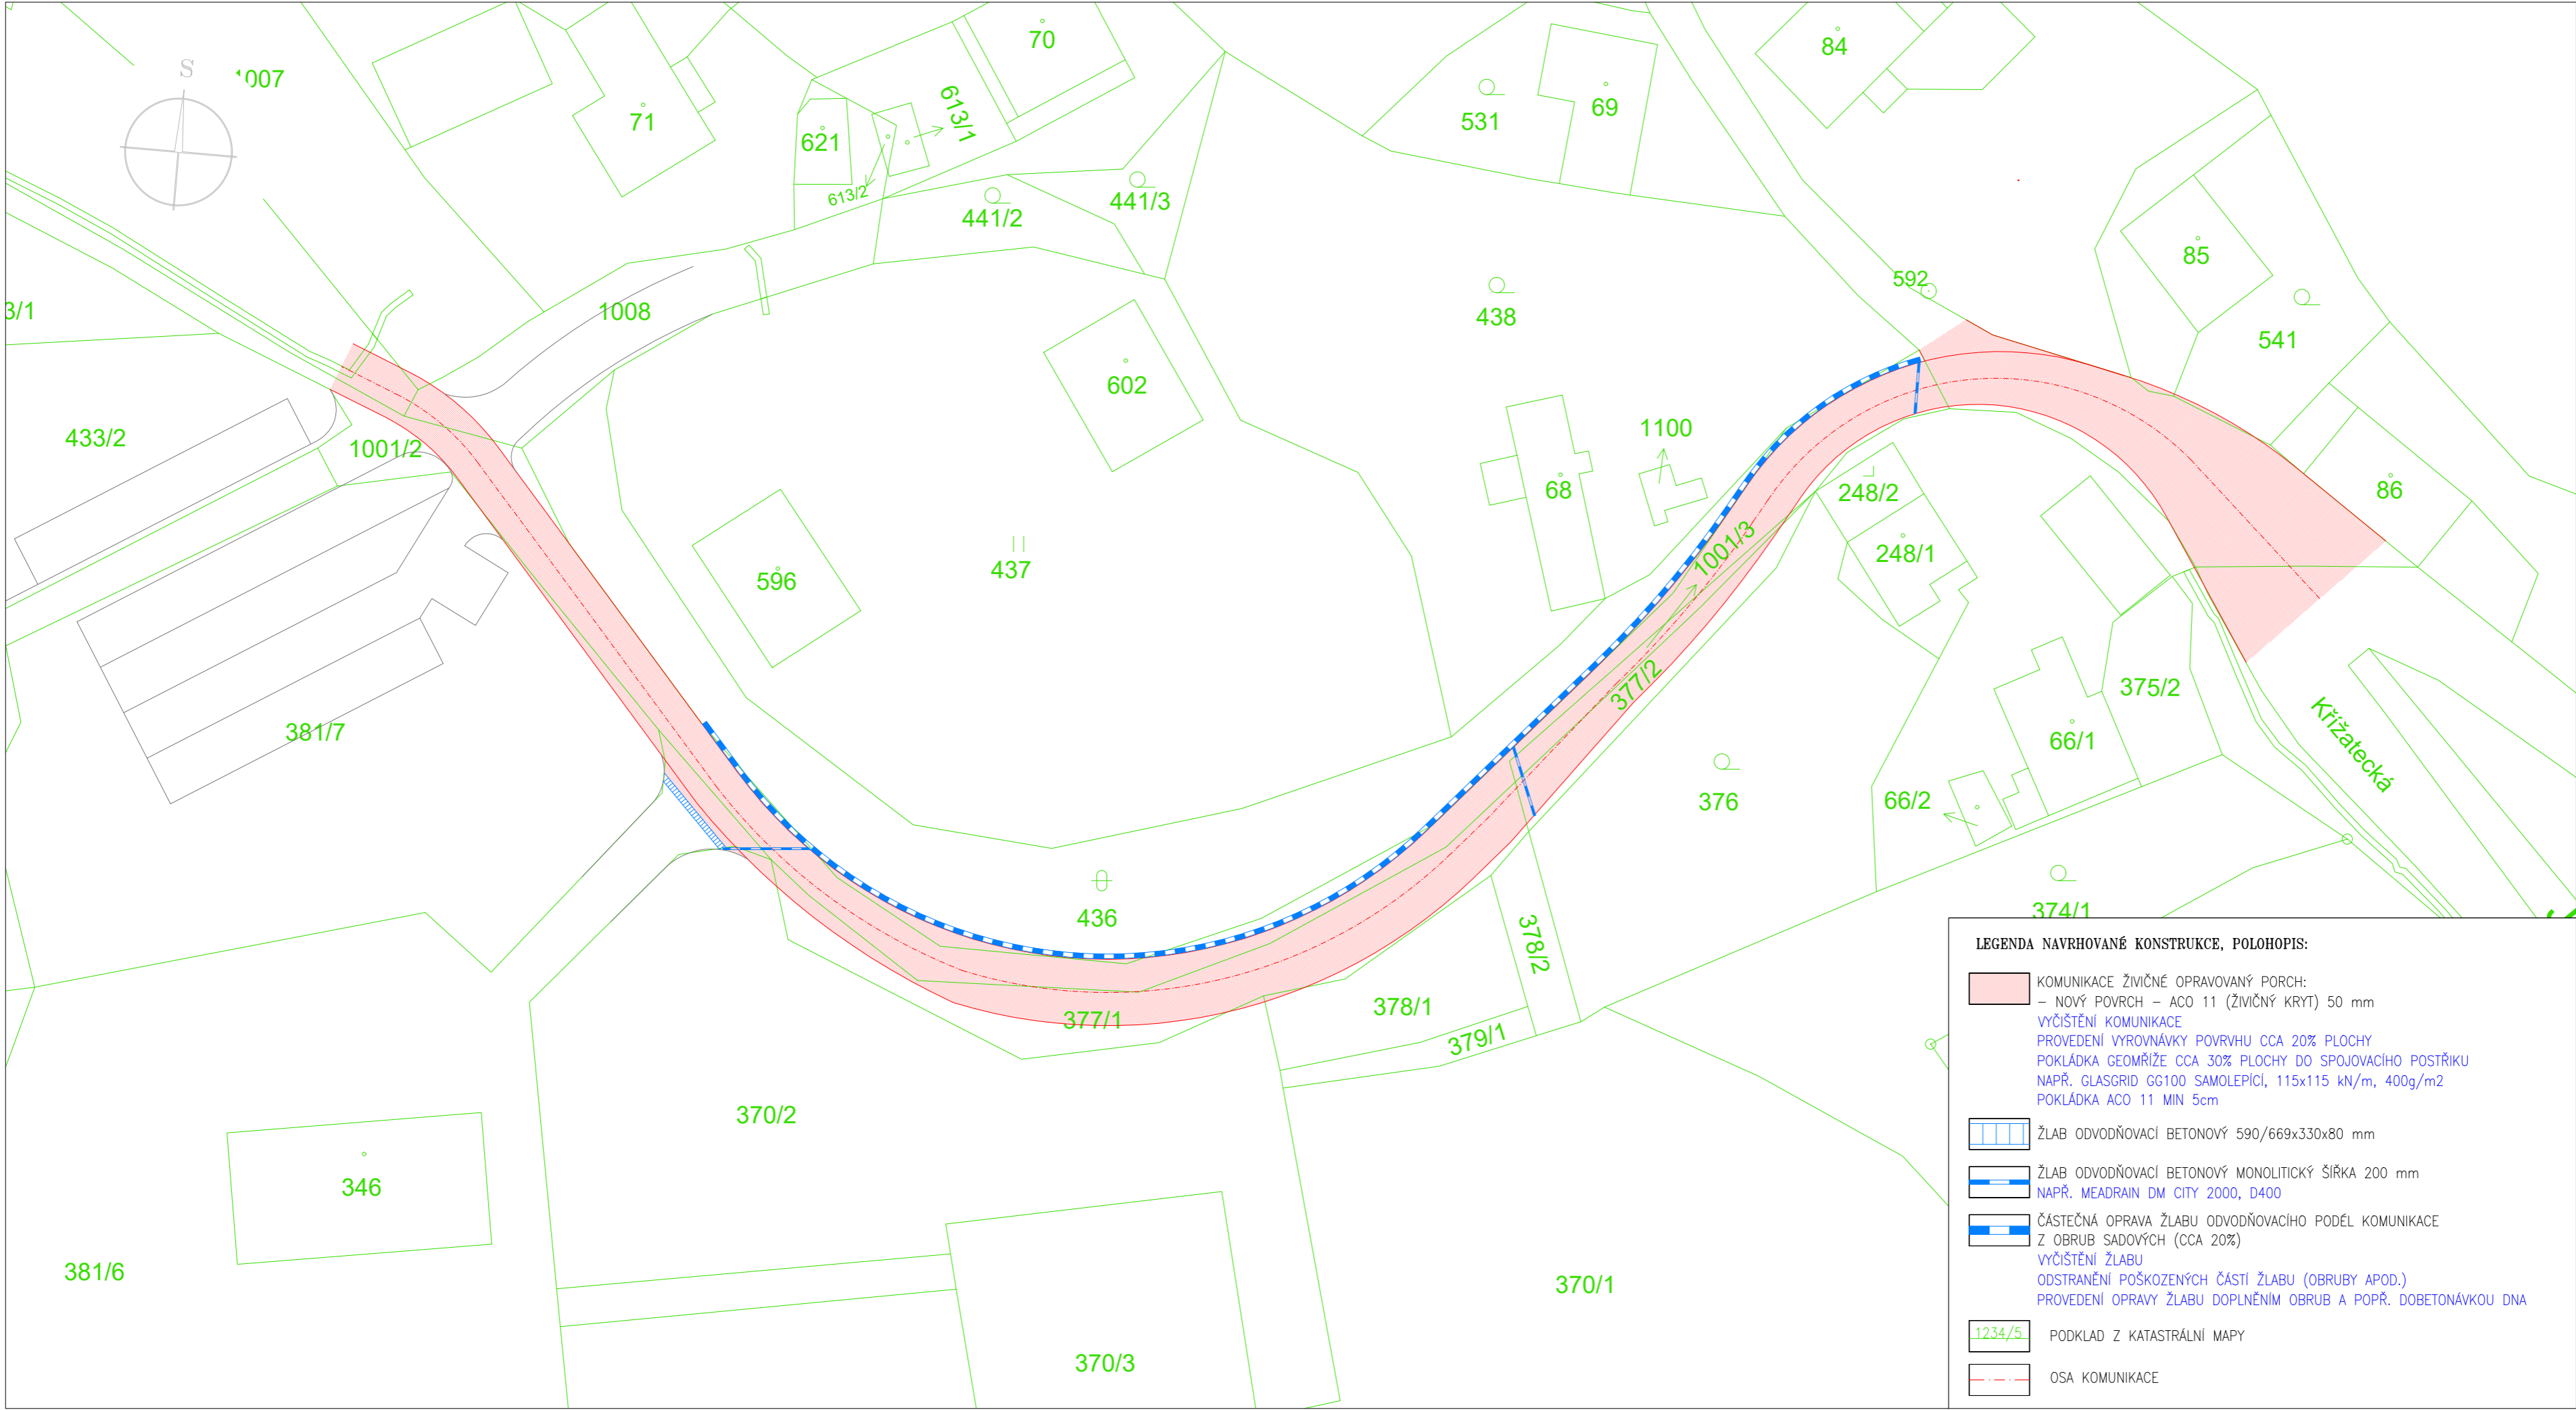 S
1007
70
84
71
621
613/1
613/2
531
69
441/2
441/3
85
592
3/1
1008
438
541
602
433/2
1001/2
1100
68
248/2
86
596
437
1001/3
248/1
377/2
381/7
375/2
66/1
Křížatecká
376
66/2
436
374/1
378/2
378/1
377/1
379/1
370/2
346
381/6
370/1
370/3
LEGENDA NAVRHOVANÉ KONSTRUKCE, POLOHOPIS:
KOMUNIKACE ŽIVIČNÉ OPRAVOVANÝ PORCH:
– NOVÝ POVRCH – ACO 11 (ŽIVIČNÝ KRYT) 50 mm
VYČIŠTĚNÍ KOMUNIKACE
PROVEDENÍ VYROVNÁVKY POVRVHU CCA 20% PLOCHY
POKLÁDKA GEOMŘÍŽE CCA 30% PLOCHY DO SPOJOVACÍHO POSTŘIKU
NAPŘ. GLASGRID GG100 SAMOLEPÍCÍ, 115x115 kN/m, 400g/m2
POKLÁDKA ACO 11 MIN 5cm
ŽLAB ODVODŇOVACÍ BETONOVÝ 590/669x330x80 mm
ŽLAB ODVODŇOVACÍ BETONOVÝ MONOLITICKÝ ŠÍŘKA 200 mm
NAPŘ. MEADRAIN DM CITY 2000, D400
ČÁSTEČNÁ OPRAVA ŽLABU ODVODŇOVACÍHO PODÉL KOMUNIKACE
Z OBRUB SADOVÝCH (CCA 20%)
VYČIŠTĚNÍ ŽLABU
ODSTRANĚNÍ POŠKOZENÝCH ČÁSTÍ ŽLABU (OBRUBY APOD.)
PROVEDENÍ OPRAVY ŽLABU DOPLNĚNÍM OBRUB A POPŘ. DOBETONÁVKOU DNA
1234/5 PODKLAD Z KATASTRÁLNÍ MAPY
OSA KOMUNIKACE